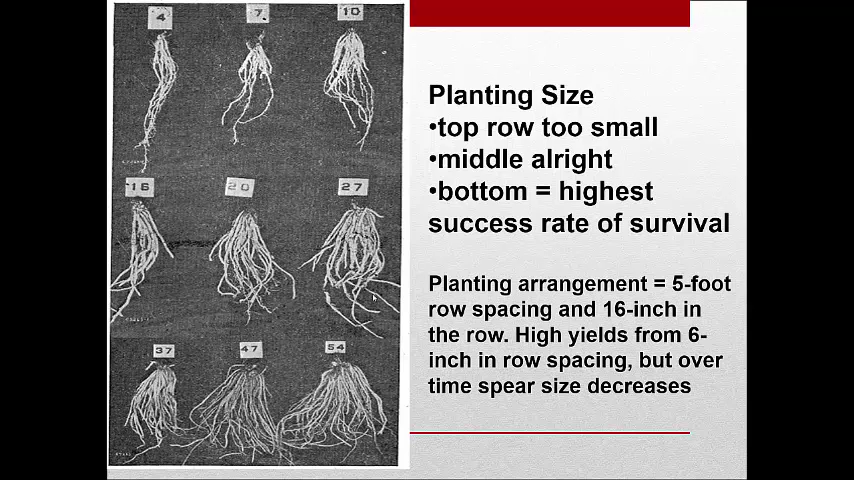 4 7 10
16 20 27
37 47 54
Planting Size
•top row too small
•middle alright
•bottom = highest
success rate of survival
Planting arrangement = 5-foot
row spacing and 16-inch in
the row. High yields from 6-
inch in row spacing, but over
time spear size decreases